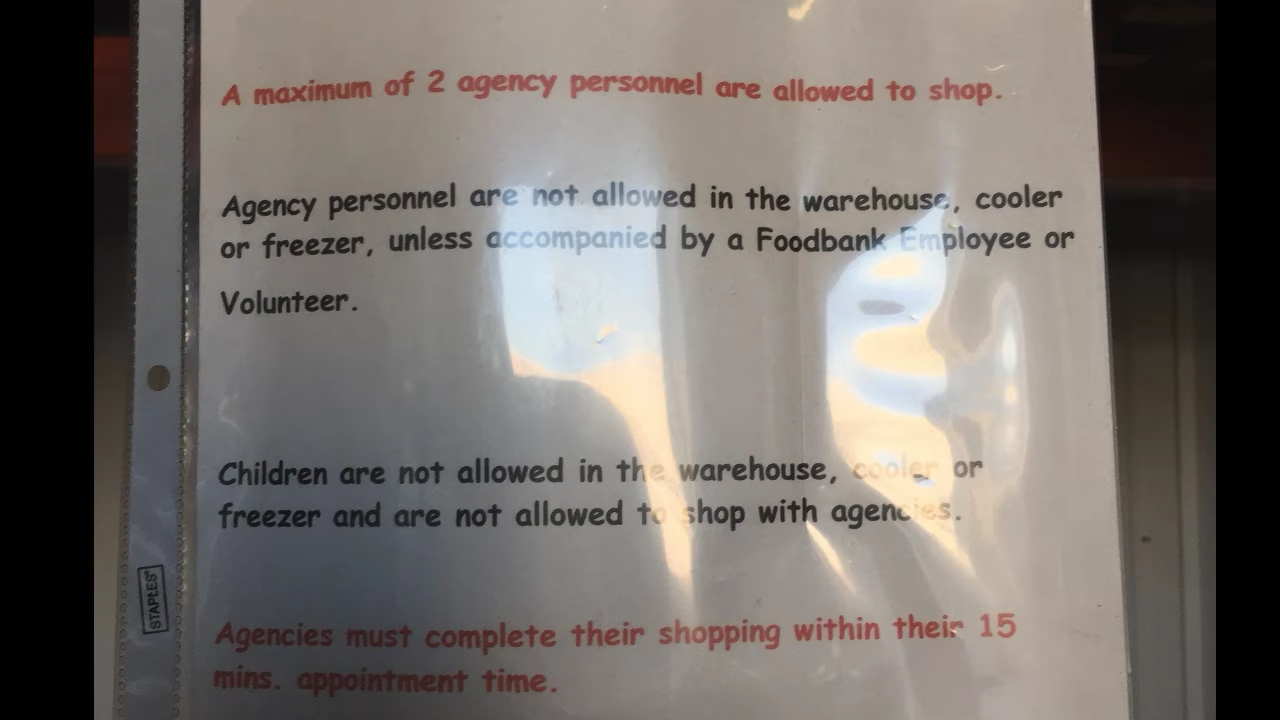 A maximum of 2 agency personnel are allowed to shop.
Agency personnel are not allowed in the warehouse, cooler
or freezer, unless accompanied by a Foodbank Employee or
Volunteer.
Children are not allowed in the warehouse, cooler or
freezer and are not allowed to shop with agencies.
Agencies must complete their shopping within their 15
mins. appointment time.
STAPLES